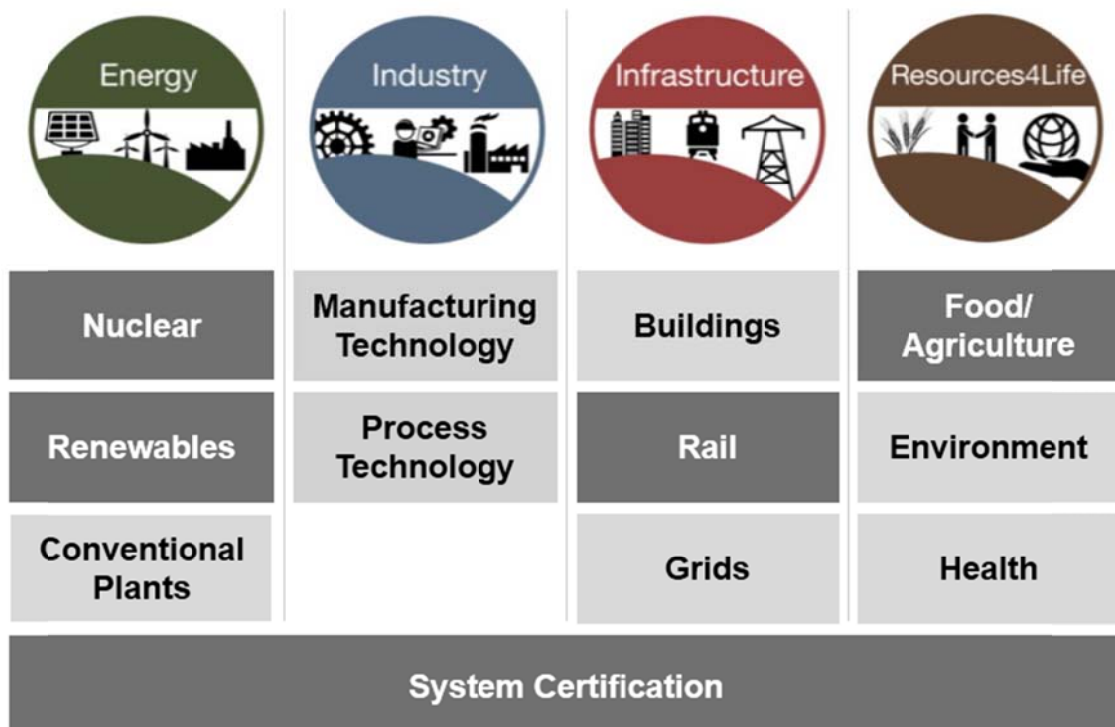 Energy
Industry
Infrastructure
Resources4Life
Nuclear
Manufacturing
Technology
Buildings
Food/
Agriculture
Renewables
Process
Technology
Rail
Environment
Conventional
Plants
Grids
Health
System Certification